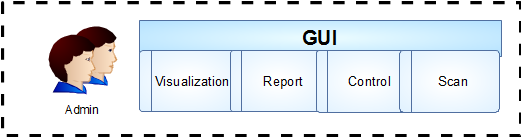 GUI
Visualization
Report
Control
Scan
Admin